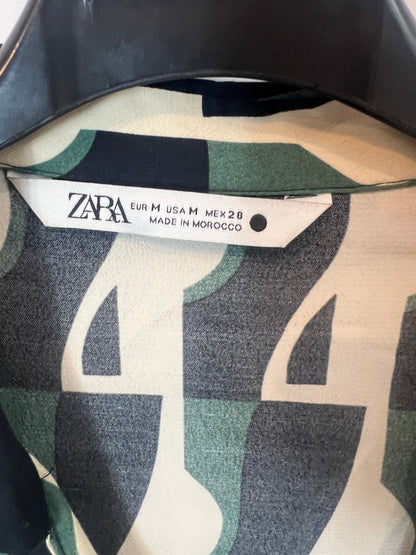 ZARA EUR M USA M MEX 28
MADE IN MOROCCO